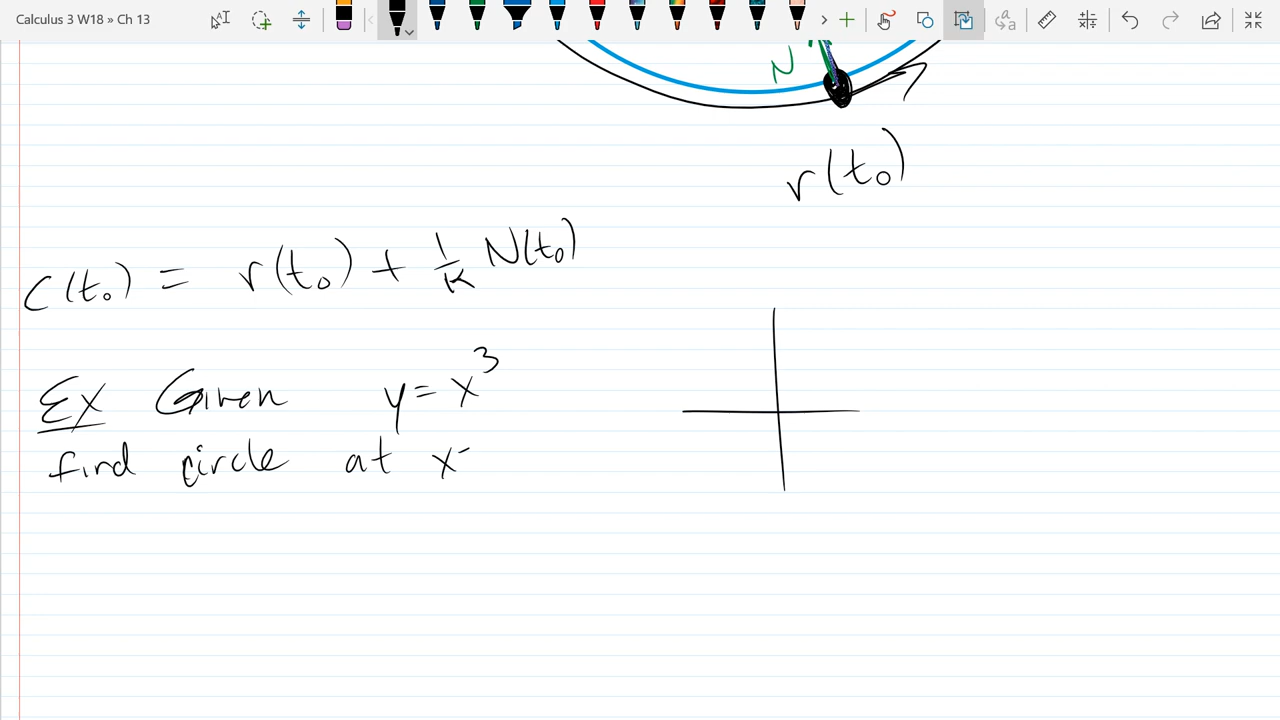 Calculus 3 W18 » Ch 13
N
r(t₀)
C(t₀) = r(t₀) + 1/K N(t₀)
Ex Given y = x³
find circle at x-